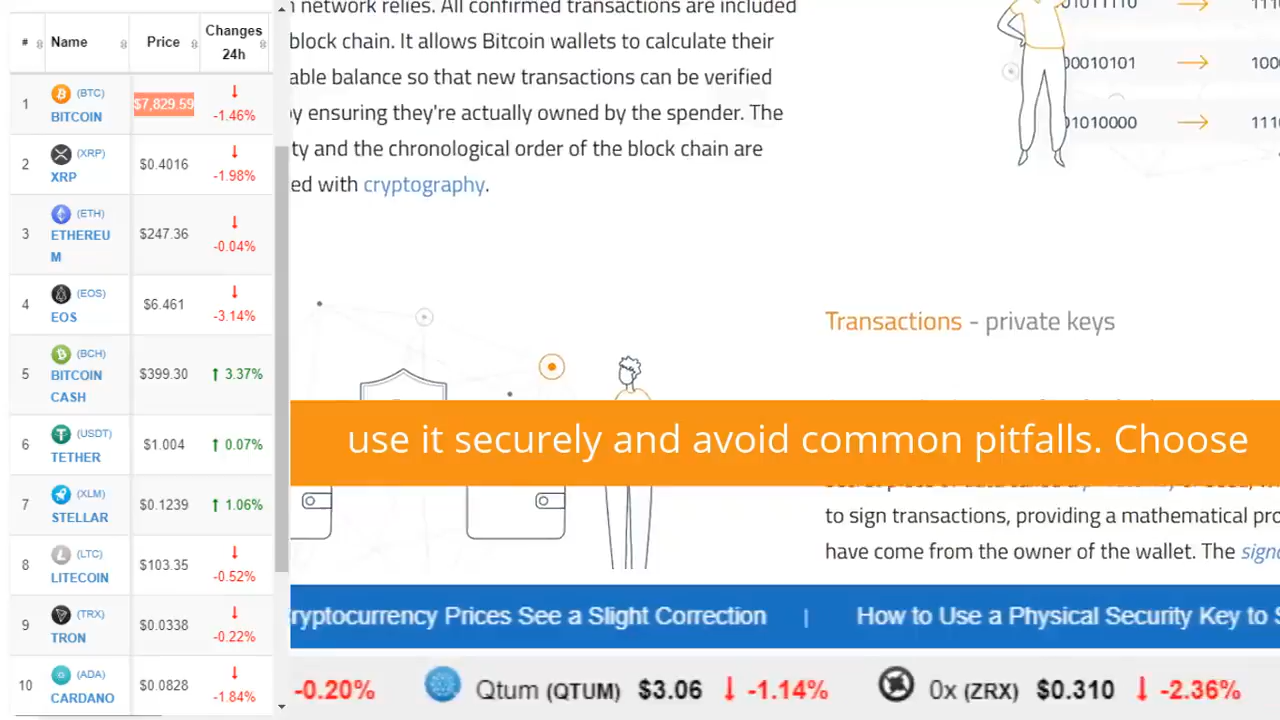 # Name Price Changes
24h
1 (BTC)
BITCOIN
$7,829.59
-1.46%
2 (XRP)
XRP
$0.4016
-1.98%
3 (ETH)
ETHEREU
M
$247.36
-0.04%
4 (EOS)
EOS
$6.461
-3.14%
5 (BCH)
BITCOIN
CASH
$399.30
3.37%
6 (USDT)
TETHER
$1.004
0.07%
7 (XLM)
STELLAR
$0.1239
1.06%
8 (LTC)
LITECOIN
$103.35
-0.52%
9 (TRX)
TRON
$0.0338
-0.22%
10 (ADA)
CARDANO
$0.0828
-1.84%
network relies. All confirmed transactions are included
block chain. It allows Bitcoin wallets to calculate their
able balance so that new transactions can be verified
ensuring they're actually owned by the spender. The
ty and the chronological order of the block chain are
ed with cryptography.
00010101
01010000
Transactions - private keys
use it securely and avoid common pitfalls. Choose
to sign transactions, providing a mathematical pro
have come from the owner of the wallet. The signa
ryptocurrency Prices See a Slight Correction | How to Use a Physical Security Key to S
-0.20% Qtum (QTUM) $3.06 -1.14% 0x (ZRX) $0.310 -2.36%